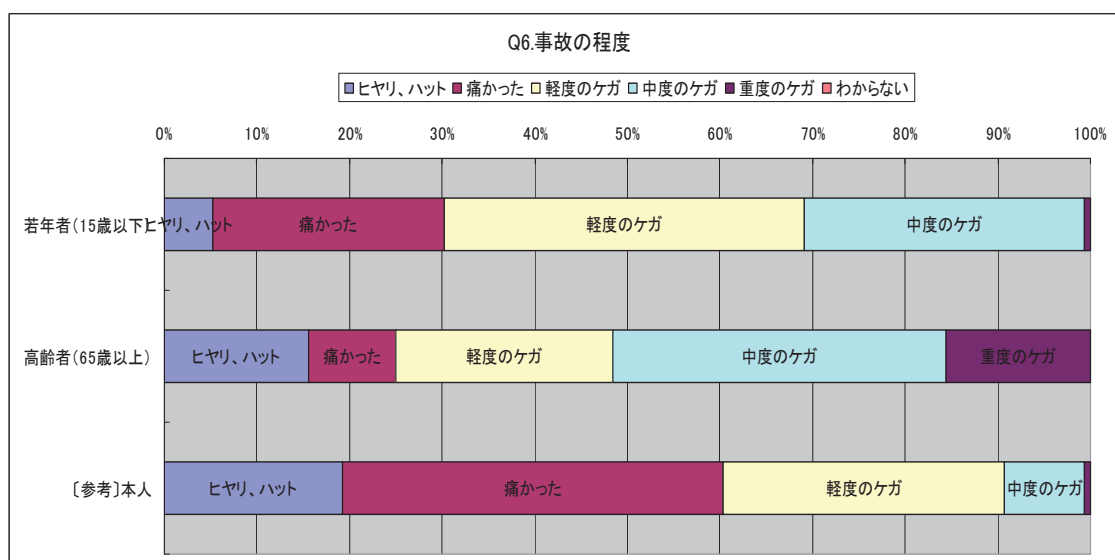 Q6.事故の程度
ヒヤリ、ハット 痛かった 軽度のケガ 中度のケガ 重度のケガ わからない
0% 10% 20% 30% 40% 50% 60% 70% 80% 90% 100%
若年者(15歳以下) ヒヤリ、ハット 痛かった 軽度のケガ 中度のケガ
高齢者(65歳以上) ヒヤリ、ハット 痛かった 軽度のケガ 中度のケガ 重度のケガ
〔参考〕本人 ヒヤリ、ハット 痛かった 軽度のケガ 中度のケガ